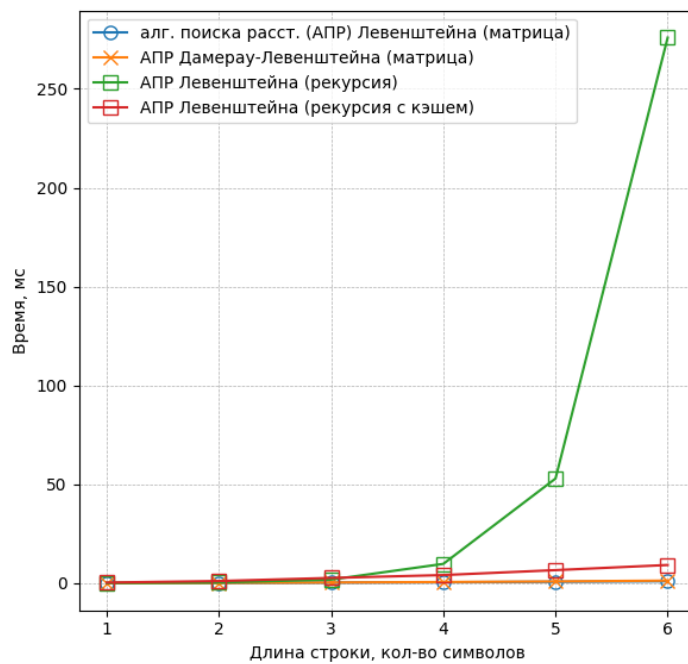 алг. поиска расст. (АПР) Левенштейна (матрица)
АПР Дамерау-Левенштейна (матрица)
АПР Левенштейна (рекурсия)
АПР Левенштейна (рекурсия с кэшем)
250
200
150
100
50
0
Время, мс
1 2 3 4 5 6
Длина строки, кол-во символов